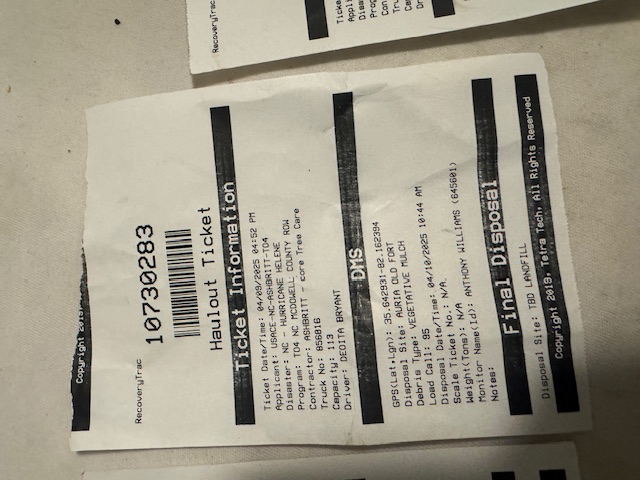 Copyright 2019,
RecoveryTrac
10730283
Haulout Ticket
Ticket Information
Ticket Date/Time: 04/09/2025 04:52 PM
Applicant: USACE-NC-ASHBRITT-TO4
Disaster: NC - HURRICANE HELENE
Program: TO4 NC MCDOWELL COUNTY ROW
Contractor: ASHBRITT - Core Tree Care
Truck No: 856816
Capacity: 113
Driver: DEOITA BRYANT
DMS
GPS(Lat,Lgn): 35.642931-82.162394
Disposal Site: AURIA OLD FORT
Debris Type: VEGETATIVE MULCH
Load Call: 95
Disposal Date/Time: 04/10/2025 10:44 AM
Scale Ticket No.: N/A.
Weight(Tons): N/A
Monitor Name(Id): ANTHONY WILLIAMS (645601)
Notes:
Final Disposal
Disposal Site: TBD LANDFILL
Copyright 2019, Tetra Tech, All Rights Reserved
RecoveryTrac
Ticke
Appli
Disa
Prog
Con
Tru
Ca
Dr